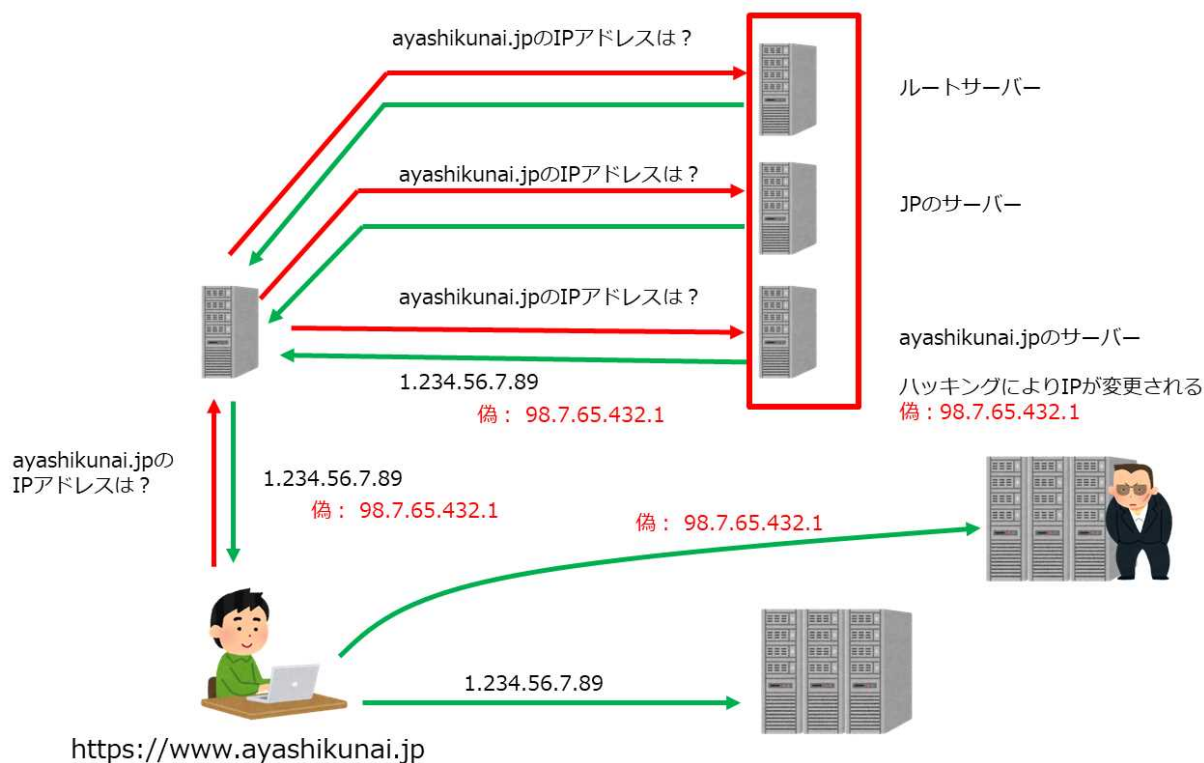 ayashikunai.jpのIPアドレスは？
ルートサーバー
ayashikunai.jpのIPアドレスは？
JPのサーバー
ayashikunai.jpのIPアドレスは？
ayashikunai.jpのサーバー
1.234.56.7.89
ハッキングによりIPが変更される
偽： 98.7.65.432.1
偽：98.7.65.432.1
ayashikunai.jpの
IPアドレスは？
1.234.56.7.89
偽： 98.7.65.432.1
偽： 98.7.65.432.1
1.234.56.7.89
https://www.ayashikunai.jp